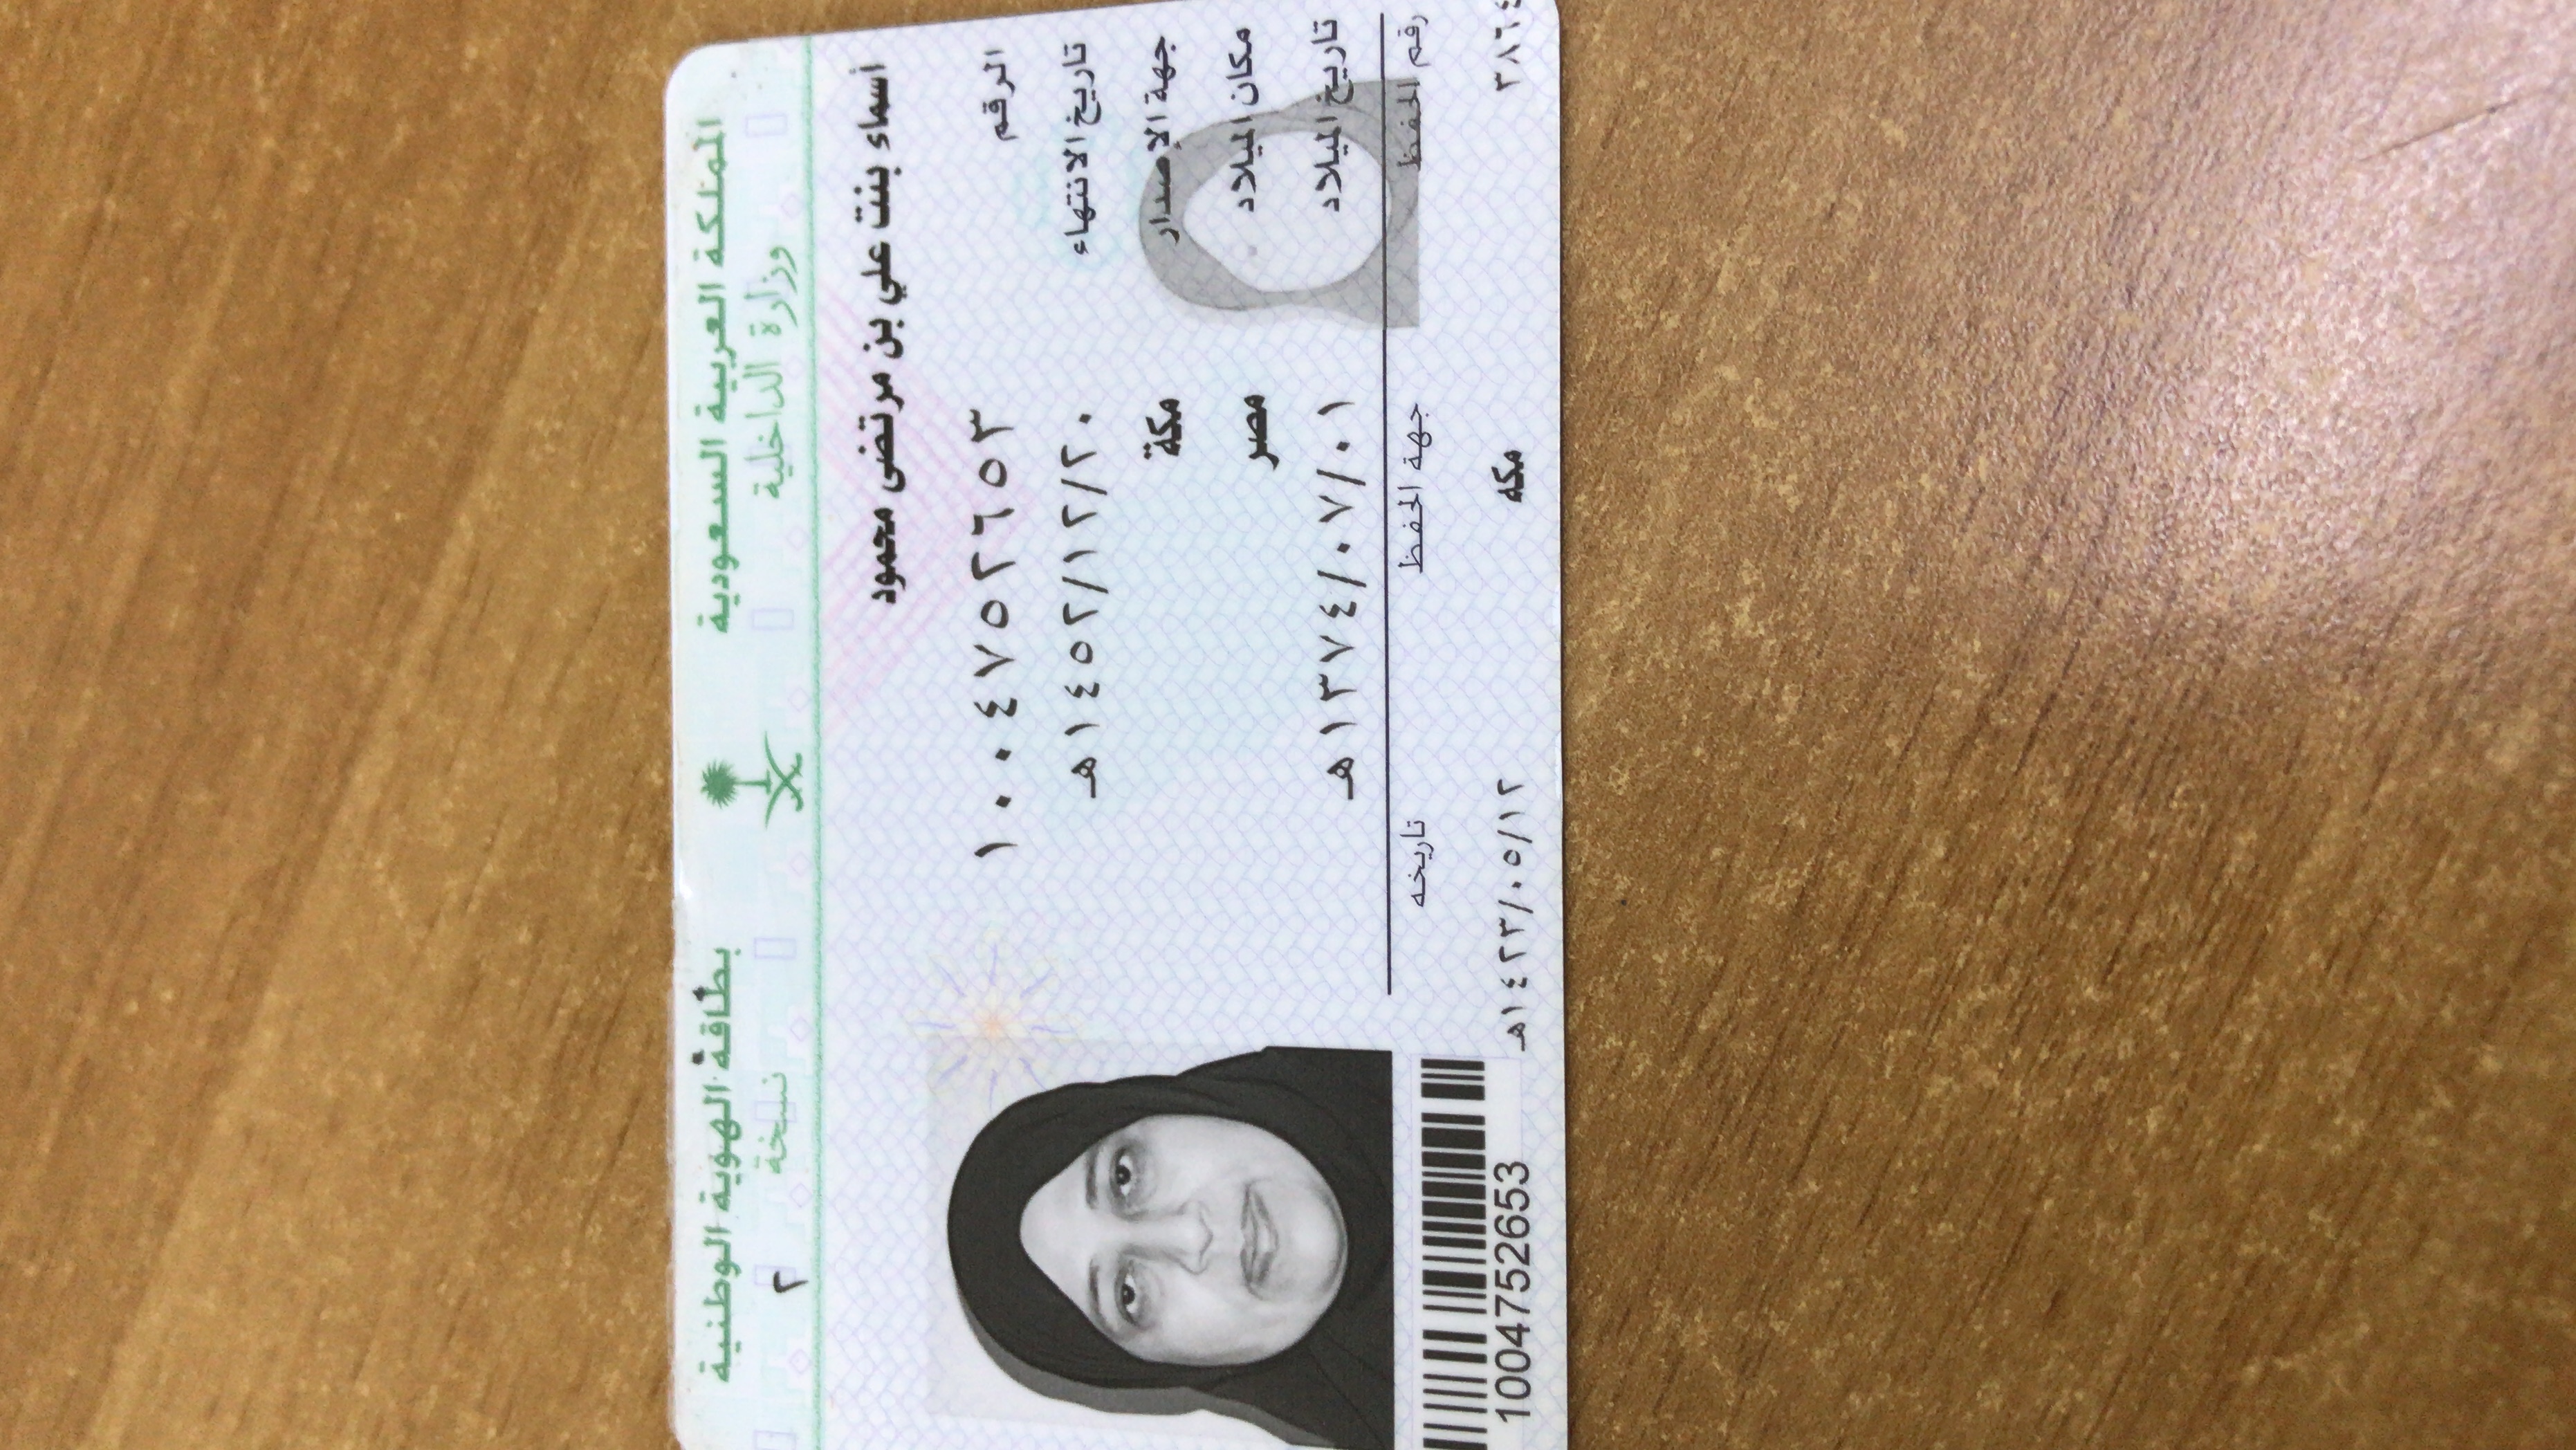 المملكة العربية السعودية
وزارة الداخلية
بطاقة الهوية الوطنية
نسخة ٢
أسماء بنت علي بن مرتضى محمود
الرقم ١٠٠٤٧٥٢٦٥٣
تاريخ الانتهاء ١٤٥٢/١٢/٢٠هـ
جهة الإصدار مكة
مكان الميلاد مصر
تاريخ الميلاد ١٣٧٤/٠٧/٠١هـ
رقم الحفظ جهة الحفظ تاريخه
٣٨٦٤ مكه ١٤٢٣/٠٥/١٢هـ
1004752653